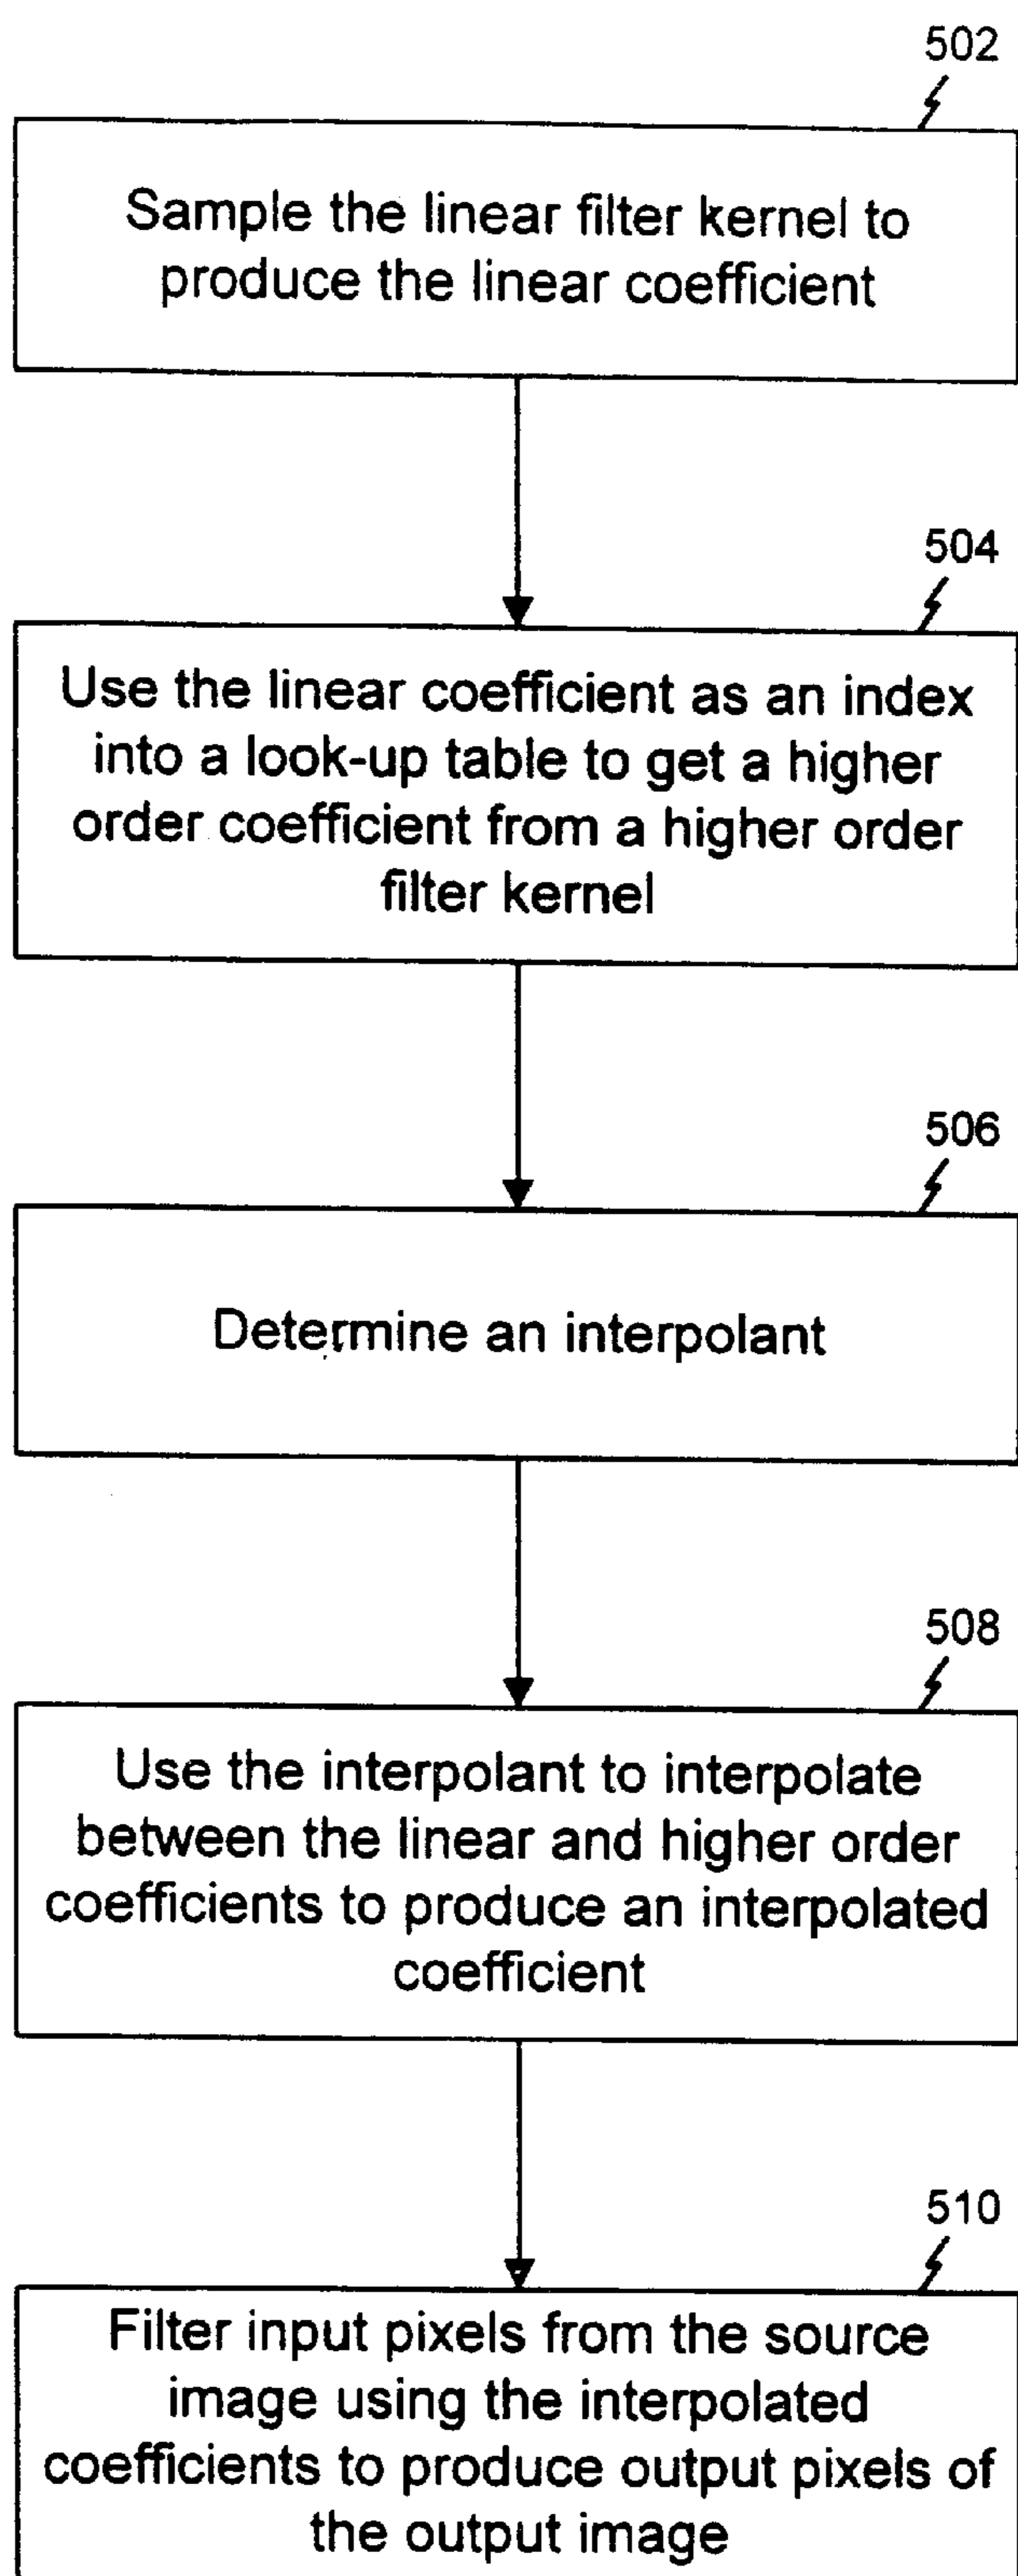 502
Sample the linear filter kernel to
produce the linear coefficient
504
Use the linear coefficient as an index
into a look-up table to get a higher
order coefficient from a higher order
filter kernel
506
Determine an interpolant
508
Use the interpolant to interpolate
between the linear and higher order
coefficients to produce an interpolated
coefficient
510
Filter input pixels from the source
image using the interpolated
coefficients to produce output pixels of
the output image